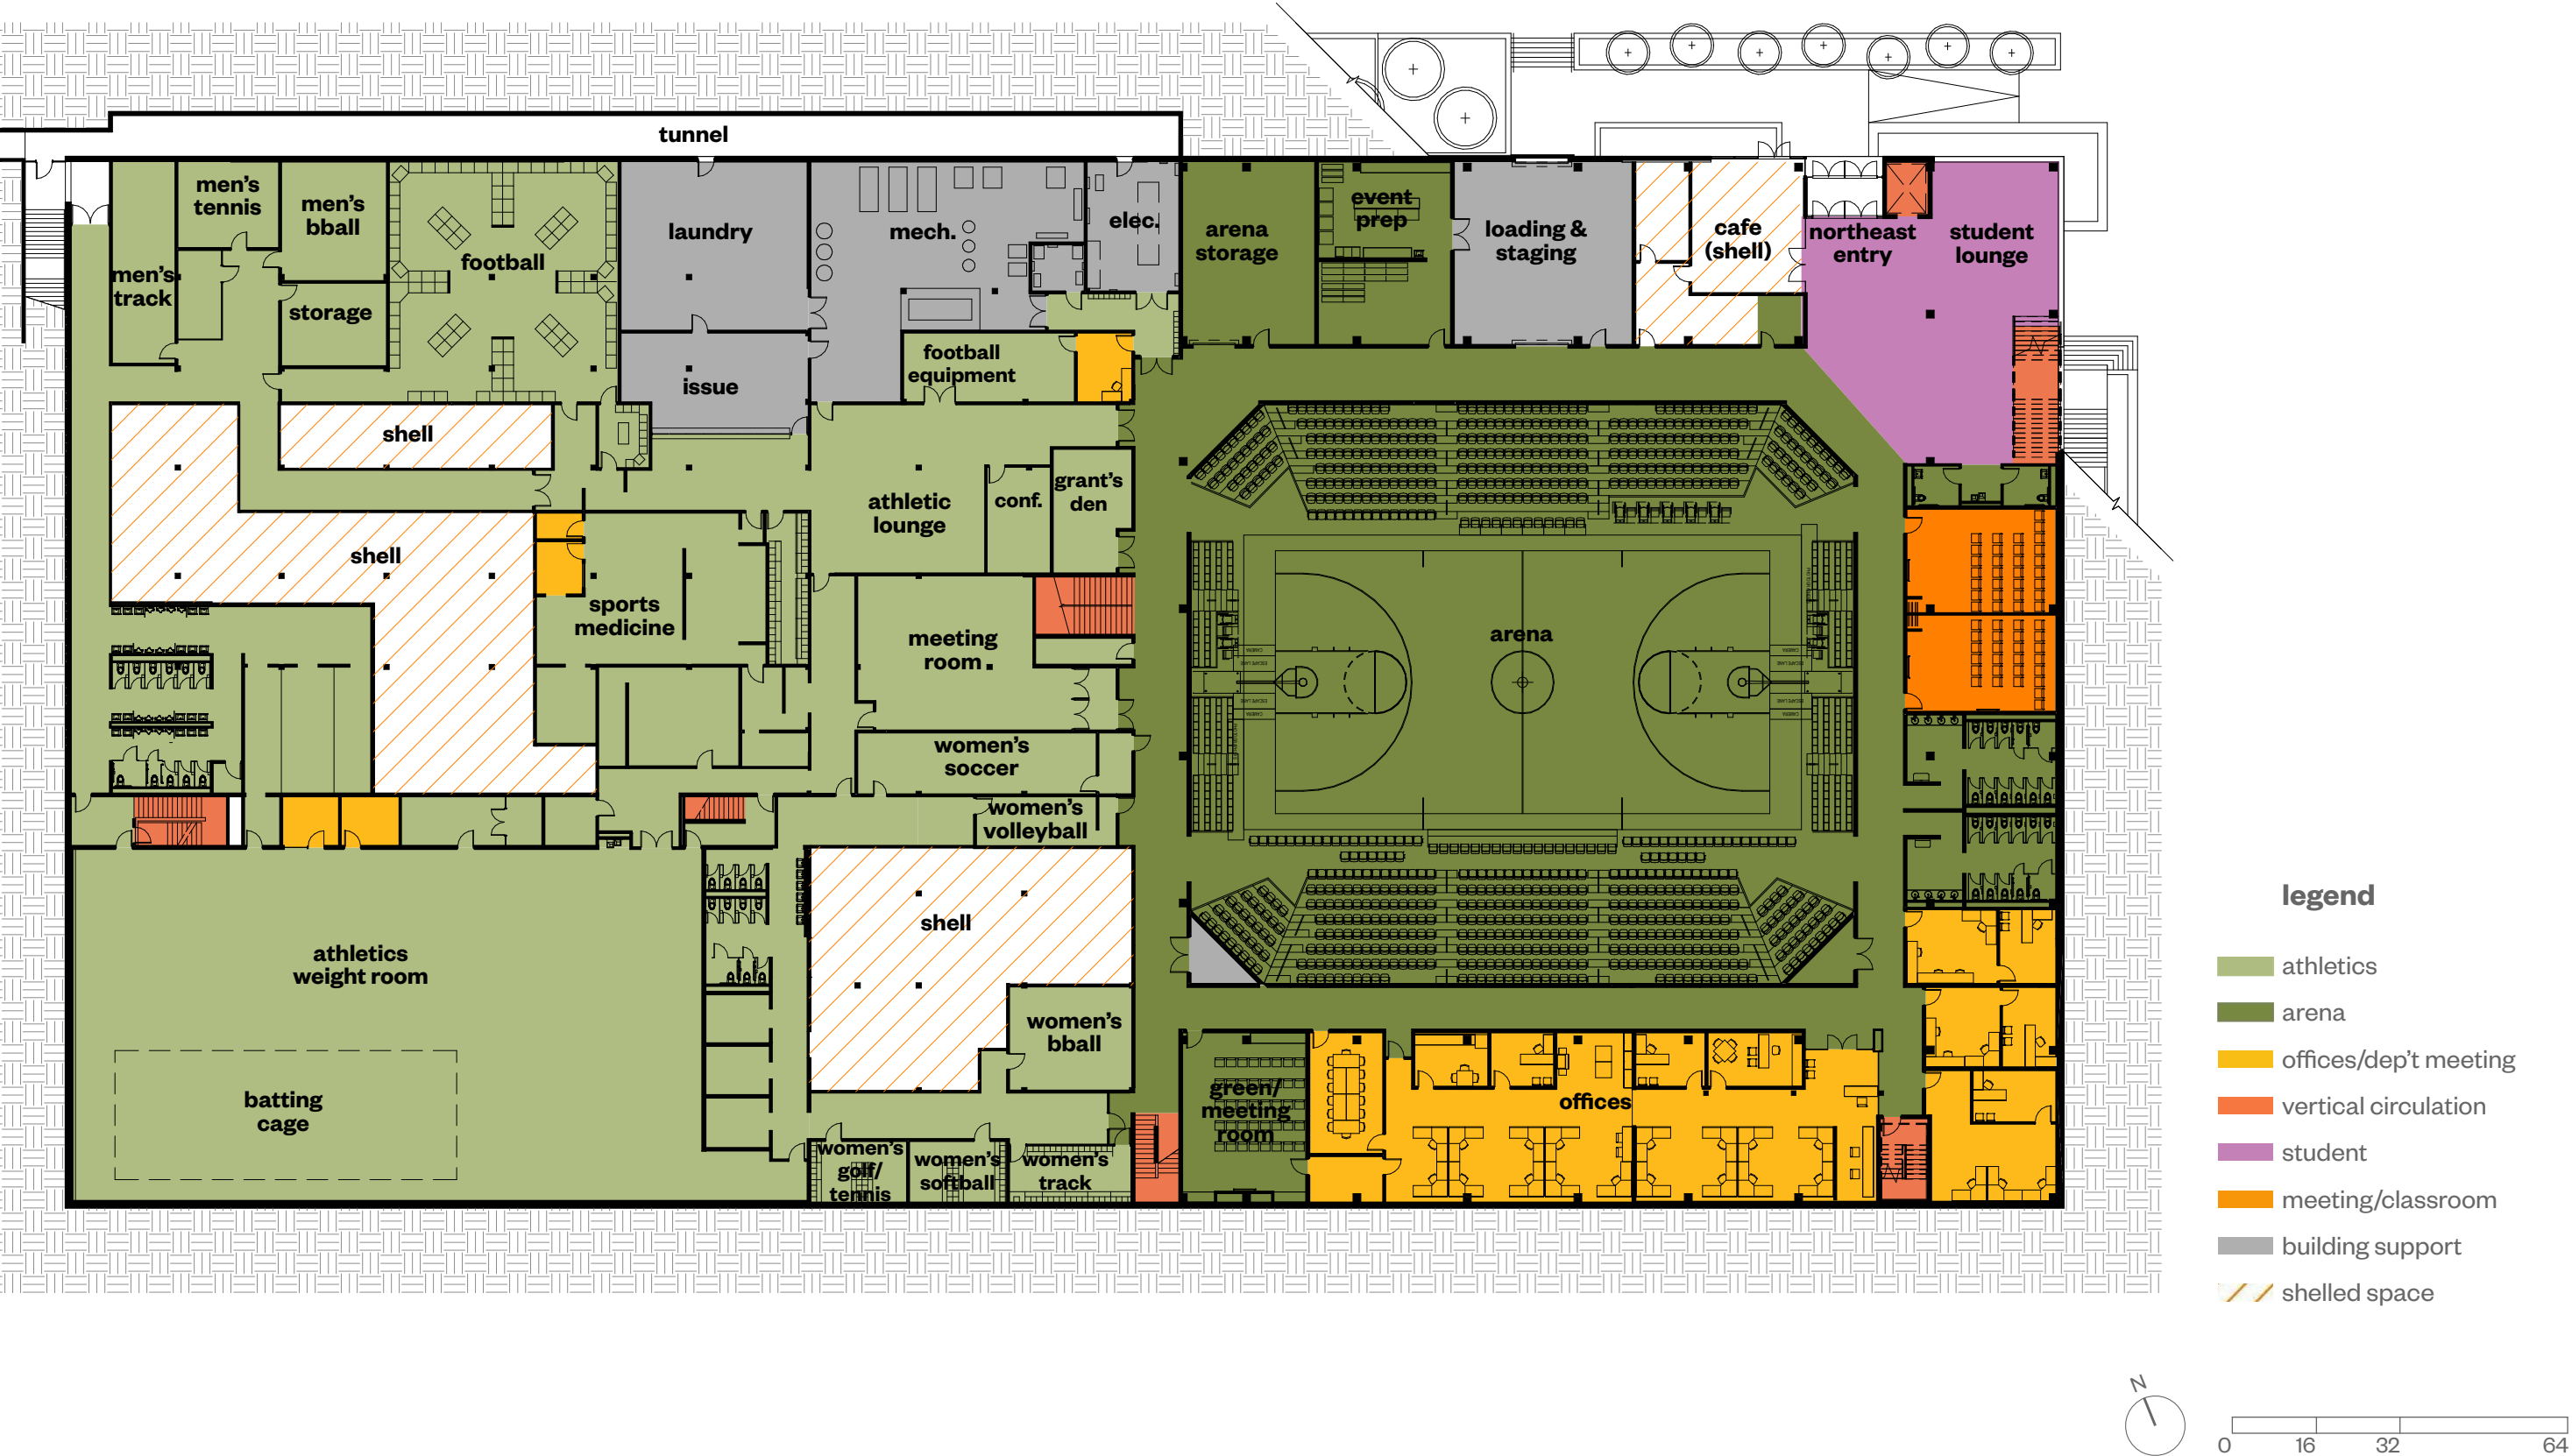 tunnel
men's
tennis
men's
bball
men's
track
storage
football
laundry
issue
mech.
elec.
football
equipment
arena
storage
event
prep
loading &
staging
cafe
(shell)
northeast
entry
student
lounge
shell
shell
athletic
lounge
conf.
grant's
den
sports
medicine
meeting
room
arena
women's
soccer
women's
volleyball
shell
athletics
weight room
batting
cage
women's
bball
women's
golf/
tennis
women's
softball
women's
track
green/
meeting
room
offices
legend
athletics
arena
offices/dep't meeting
vertical circulation
student
meeting/classroom
building support
shelled space
N
0 16 32 64